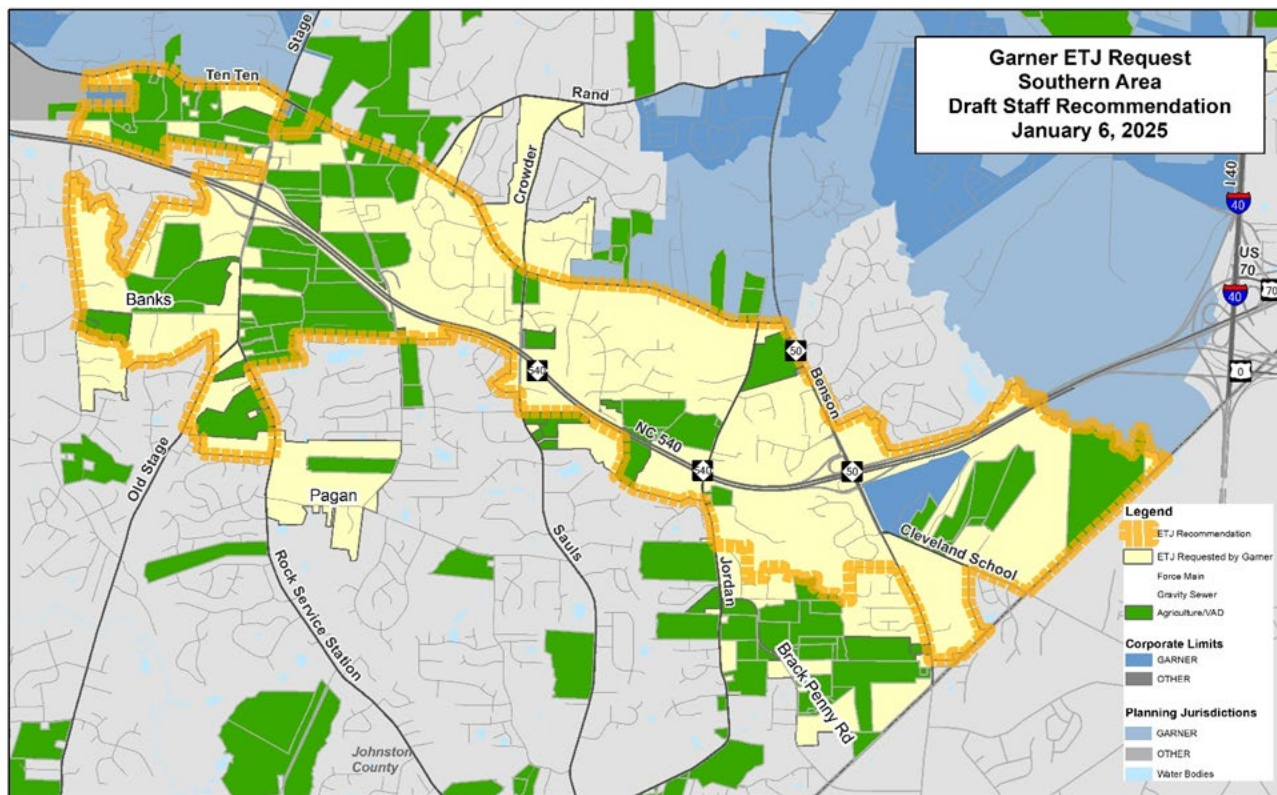 Garner ETJ Request
Southern Area
Draft Staff Recommendation
January 6, 2025
Stage
Ten Ten
Rand
Crowder
I 40
40
US 70
40
70
0
Banks
540
50
Benson
NC 540
540
50
Old Stage
Pagan
Cleveland School
Sauls
Jordan
Rock Service Station
Brack Penny Rd
Johnston
County
Legend
ETJ Recommendation
ETJ Requested by Garner
Force Main
Gravity Sewer
Agriculture/VAD
Corporate Limits
GARNER
OTHER
Planning Jurisdictions
GARNER
OTHER
Water Bodies